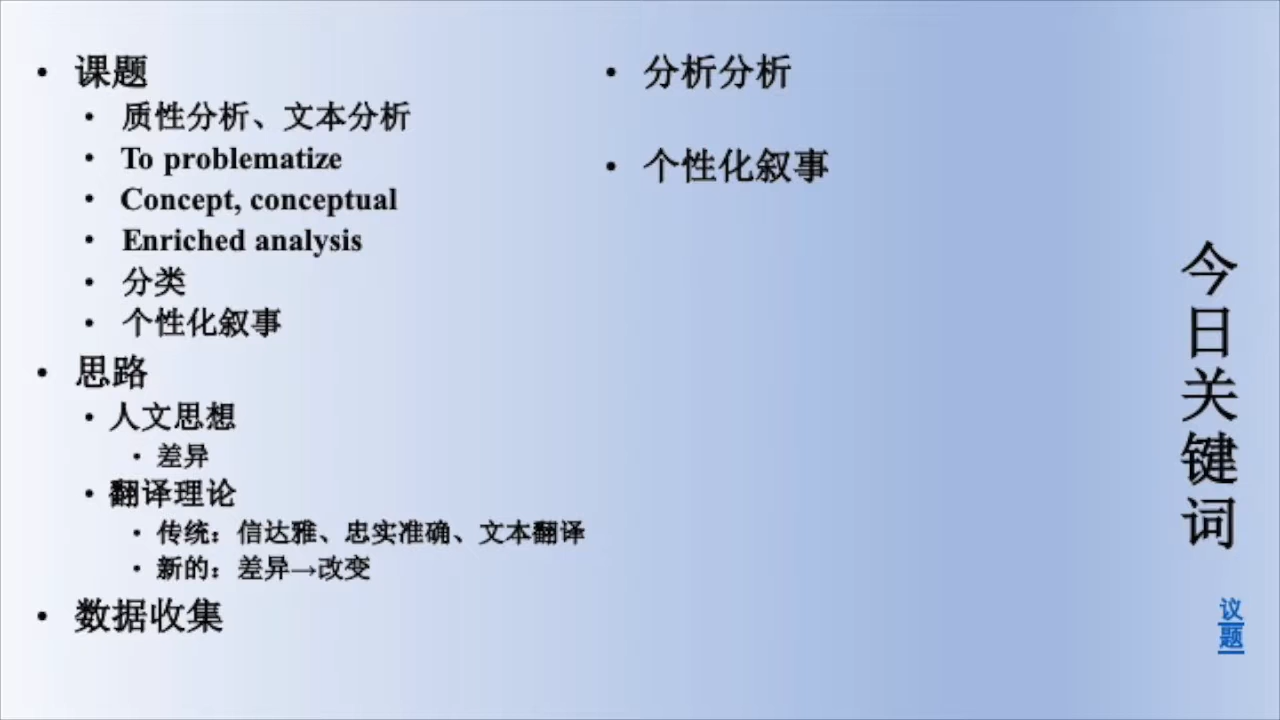 课题
质性分析、文本分析
To problematize
Concept, conceptual
Enriched analysis
分类
个性化叙事
思路
人文思想
差异
翻译理论
传统：信达雅、忠实准确、文本翻译
新的：差异→改变
数据收集
分析分析
个性化叙事
今日关键词
议题